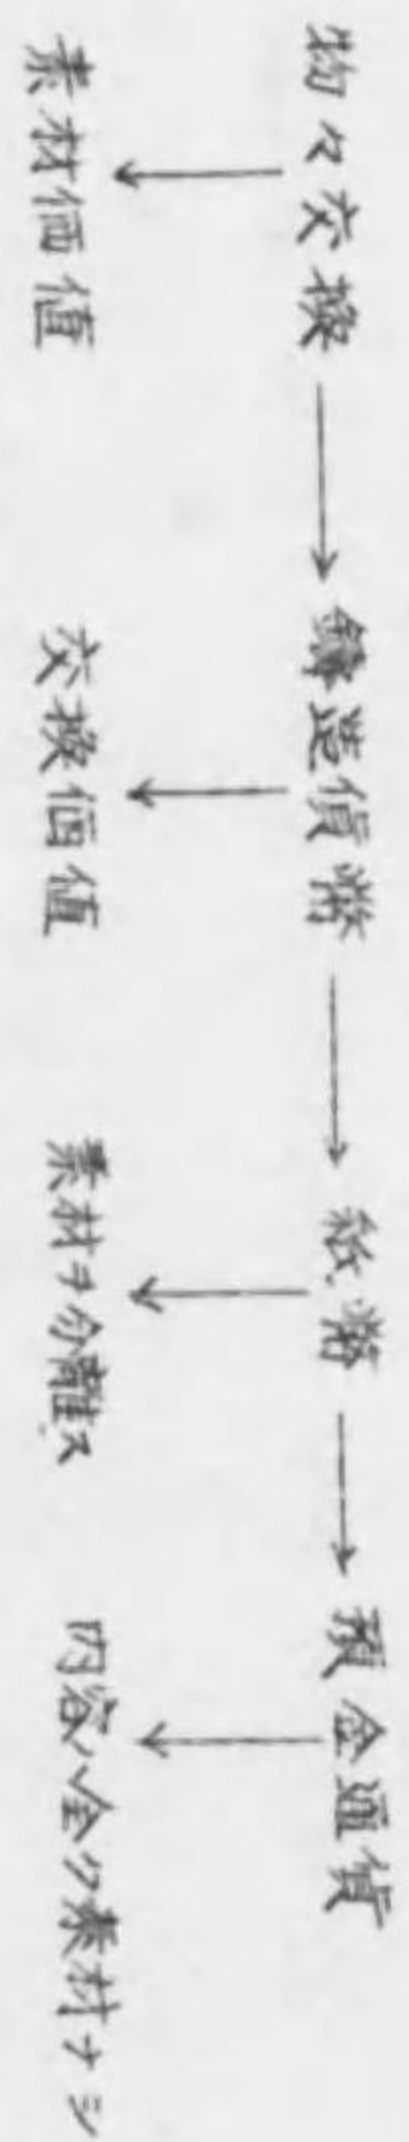 物々交換 → 鋳造貨幣 → 紙幣 → 預金通貨
素材価値
交換価値
素材ヲ分離ス
内容ハ全ク素材ナシ